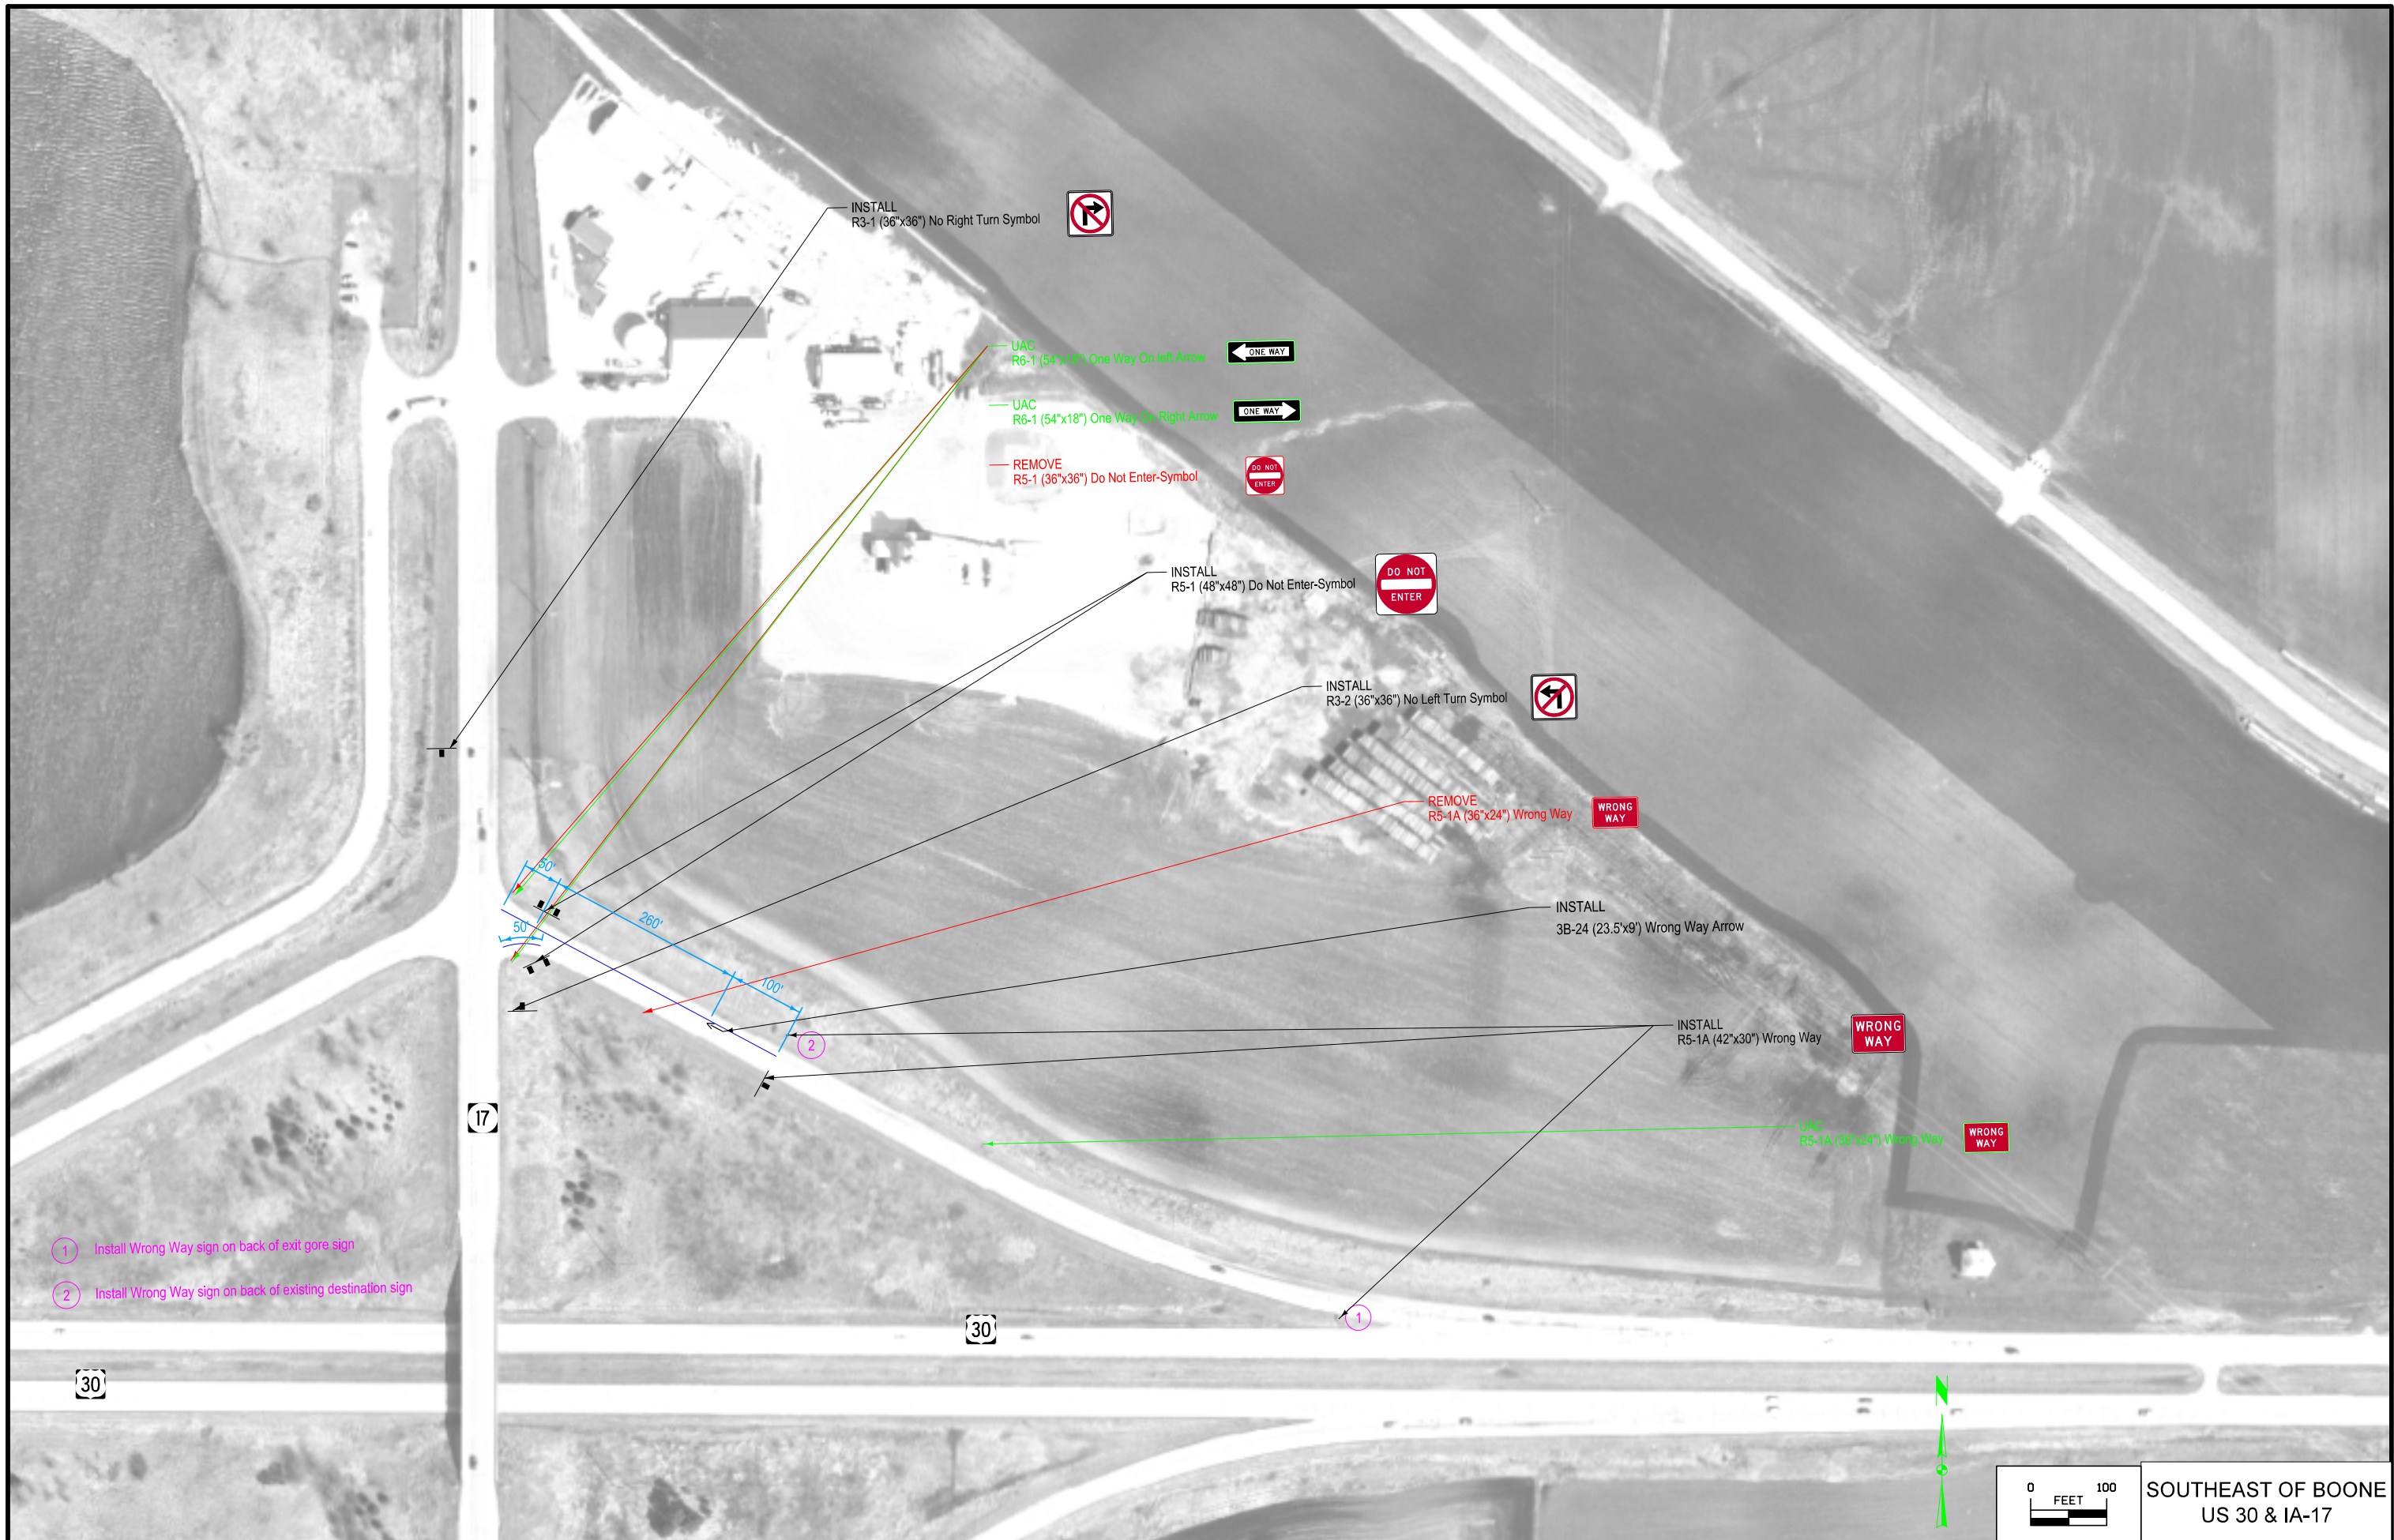 INSTALL
R3-1 (36"x36") No Right Turn Symbol
UAC
R6-1 (54"x18") One Way On left Arrow
ONE WAY
UAC
R6-1 (54"x18") One Way On Right Arrow
ONE WAY
REMOVE
R5-1 (36"x36") Do Not Enter-Symbol
DO NOT
ENTER
INSTALL
R5-1 (48"x48") Do Not Enter-Symbol
DO NOT
ENTER
INSTALL
R3-2 (36"x36") No Left Turn Symbol
REMOVE
R5-1A (36"x24") Wrong Way
WRONG
WAY
50'
50'
260'
100'
INSTALL
3B-24 (23.5'x9') Wrong Way Arrow
2
INSTALL
R5-1A (42"x30") Wrong Way
WRONG
WAY
17
UAC
R5-1A (36"x24") Wrong Way
WRONG
WAY
1 Install Wrong Way sign on back of exit gore sign
2 Install Wrong Way sign on back of existing destination sign
1
30
30
N
0 100
FEET
SOUTHEAST OF BOONE
US 30 & IA-17